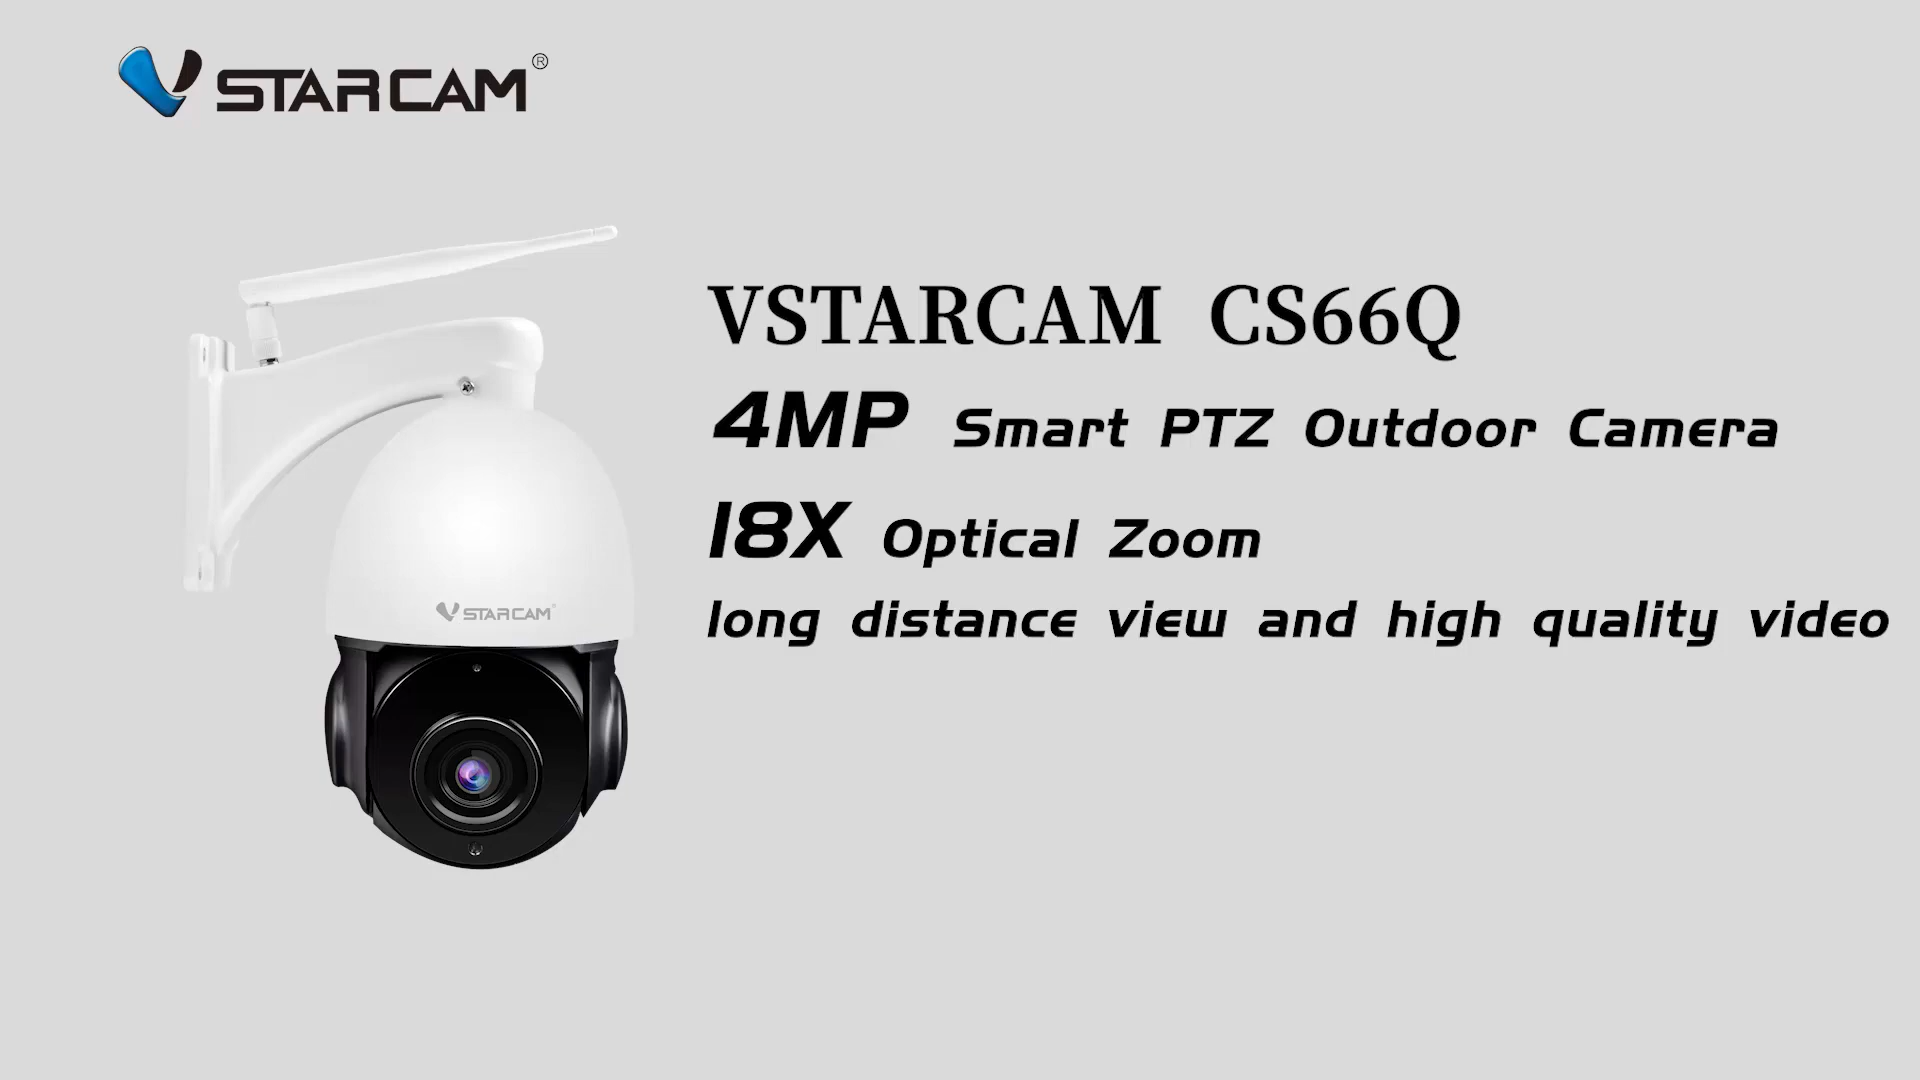 VSTARCAM®
VSTARCAM CS66Q
4MP Smart PTZ Outdoor Camera
18X Optical Zoom
long distance view and high quality video
VSTARCAM®